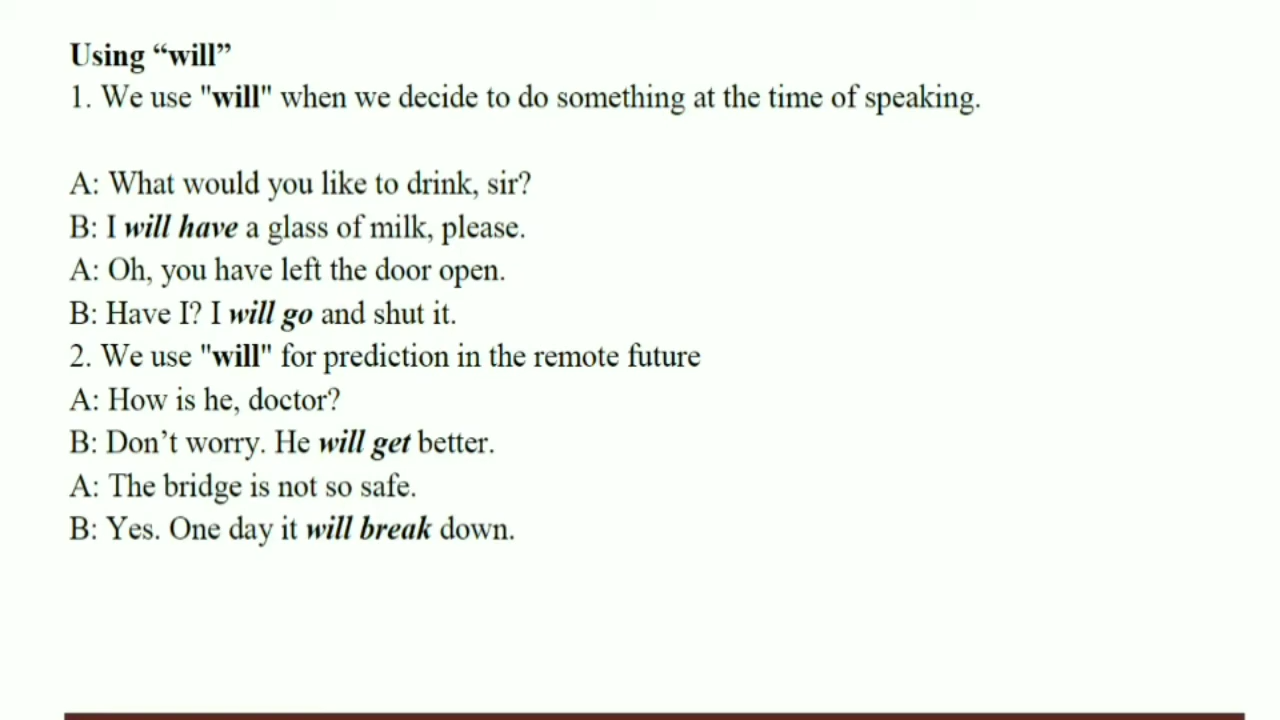 Using “will”
1. We use "will" when we decide to do something at the time of speaking.
A: What would you like to drink, sir?
B: I will have a glass of milk, please.
A: Oh, you have left the door open.
B: Have I? I will go and shut it.
2. We use "will" for prediction in the remote future
A: How is he, doctor?
B: Don’t worry. He will get better.
A: The bridge is not so safe.
B: Yes. One day it will break down.